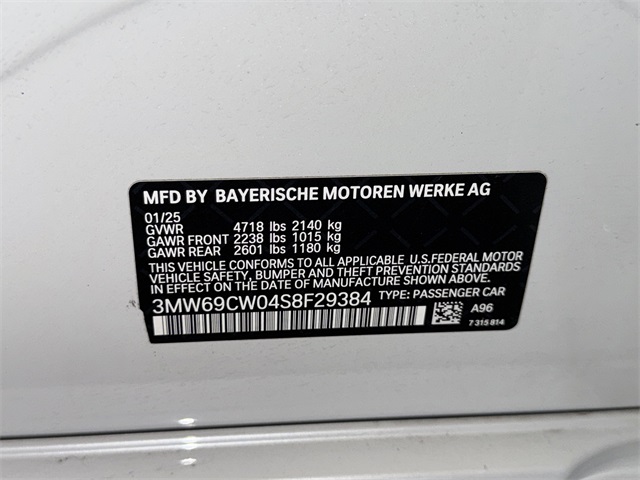 MFD BY BAYERISCHE MOTOREN WERKE AG
01/25
GVWR 4718 lbs 2140 kg
GAWR FRONT 2238 lbs 1015 kg
GAWR REAR 2601 lbs 1180 kg
THIS VEHICLE CONFORMS TO ALL APPLICABLE U.S.FEDERAL MOTOR
VEHICLE SAFETY, BUMPER AND THEFT PREVENTION STANDARDS
IN EFFECT ON THE DATE OF MANUFACTURE SHOWN ABOVE.
3MW69CW04S8F29384 TYPE: PASSENGER CAR
A96
7 315 814